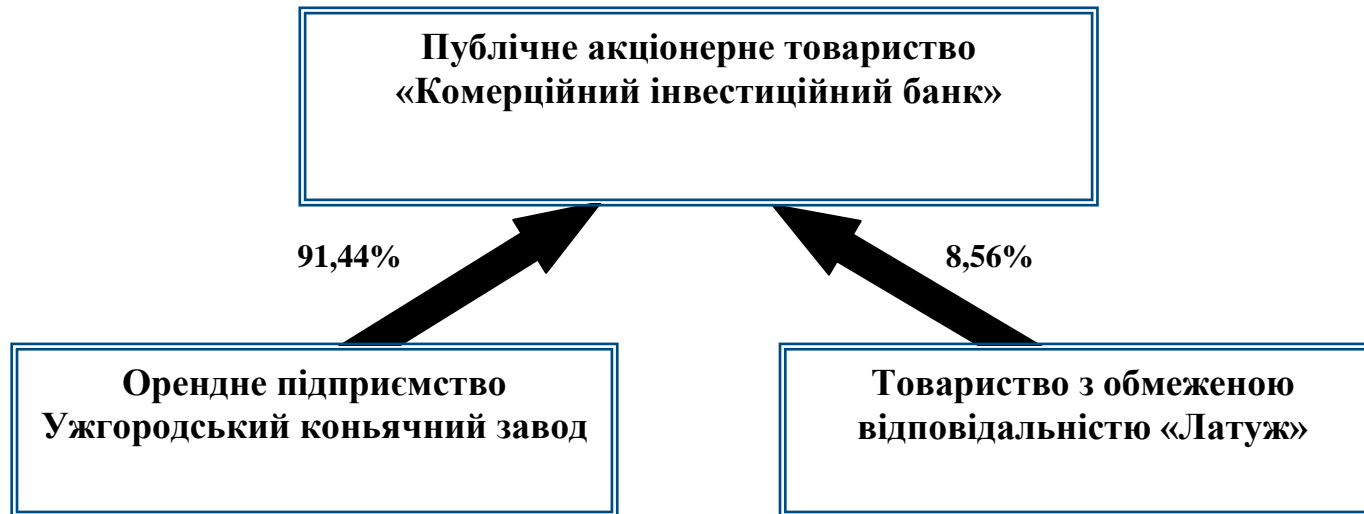 Публічне акціонерне товариство
«Комерційний інвестиційний банк»
91,44%
8,56%
Орендне підприємство
Ужгородський коньячний завод
Товариство з обмеженою
відповідальністю «Латуж»